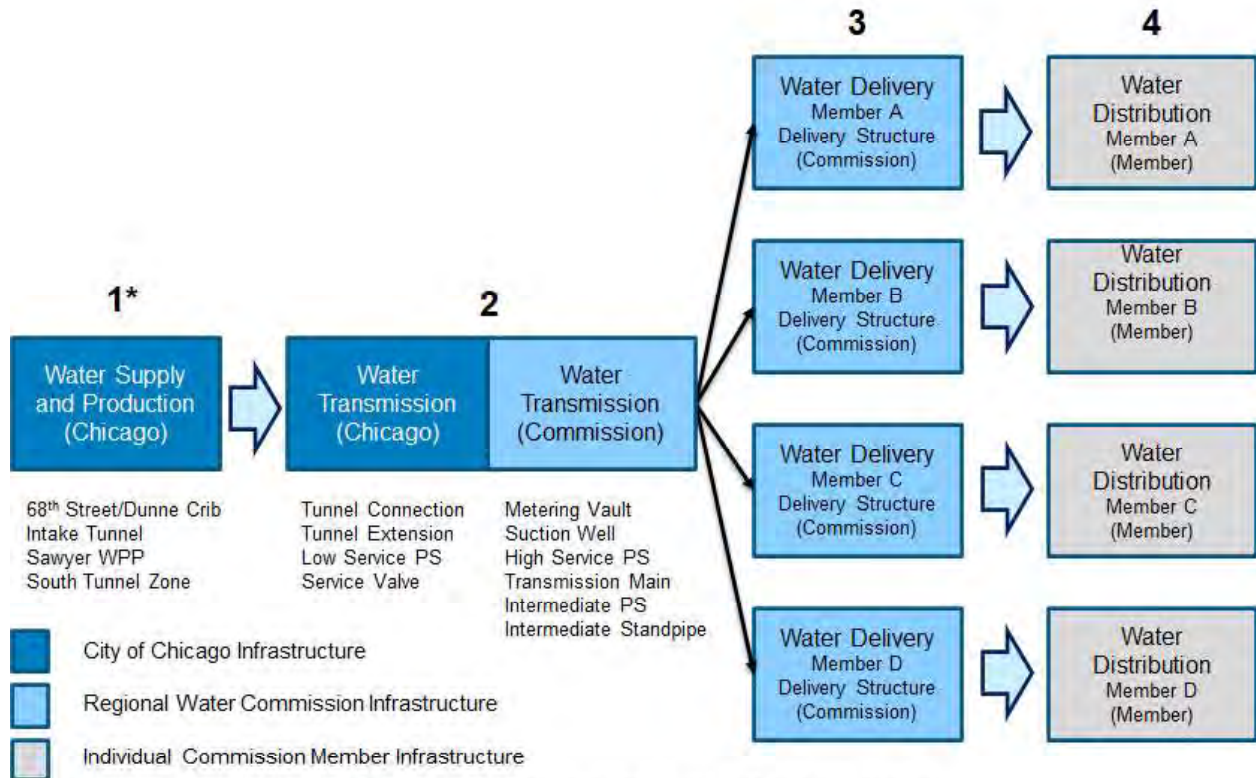 3
4
Water Delivery
Member A
Delivery Structure
(Commission)
Water
Distribution
Member A
(Member)
Water Delivery
Member B
Delivery Structure
(Commission)
Water
Distribution
Member B
(Member)
1*
2
Water Supply
and Production
(Chicago)
Water
Transmission
(Chicago)
Water
Transmission
(Commission)
Water Delivery
Member C
Delivery Structure
(Commission)
Water
Distribution
Member C
(Member)
68th Street/Dunne Crib
Intake Tunnel
Sawyer WPP
South Tunnel Zone
Tunnel Connection
Tunnel Extension
Low Service PS
Service Valve
Metering Vault
Suction Well
High Service PS
Transmission Main
Intermediate PS
Intermediate Standpipe
Water Delivery
Member D
Delivery Structure
(Commission)
Water
Distribution
Member D
(Member)
City of Chicago Infrastructure
Regional Water Commission Infrastructure
Individual Commission Member Infrastructure